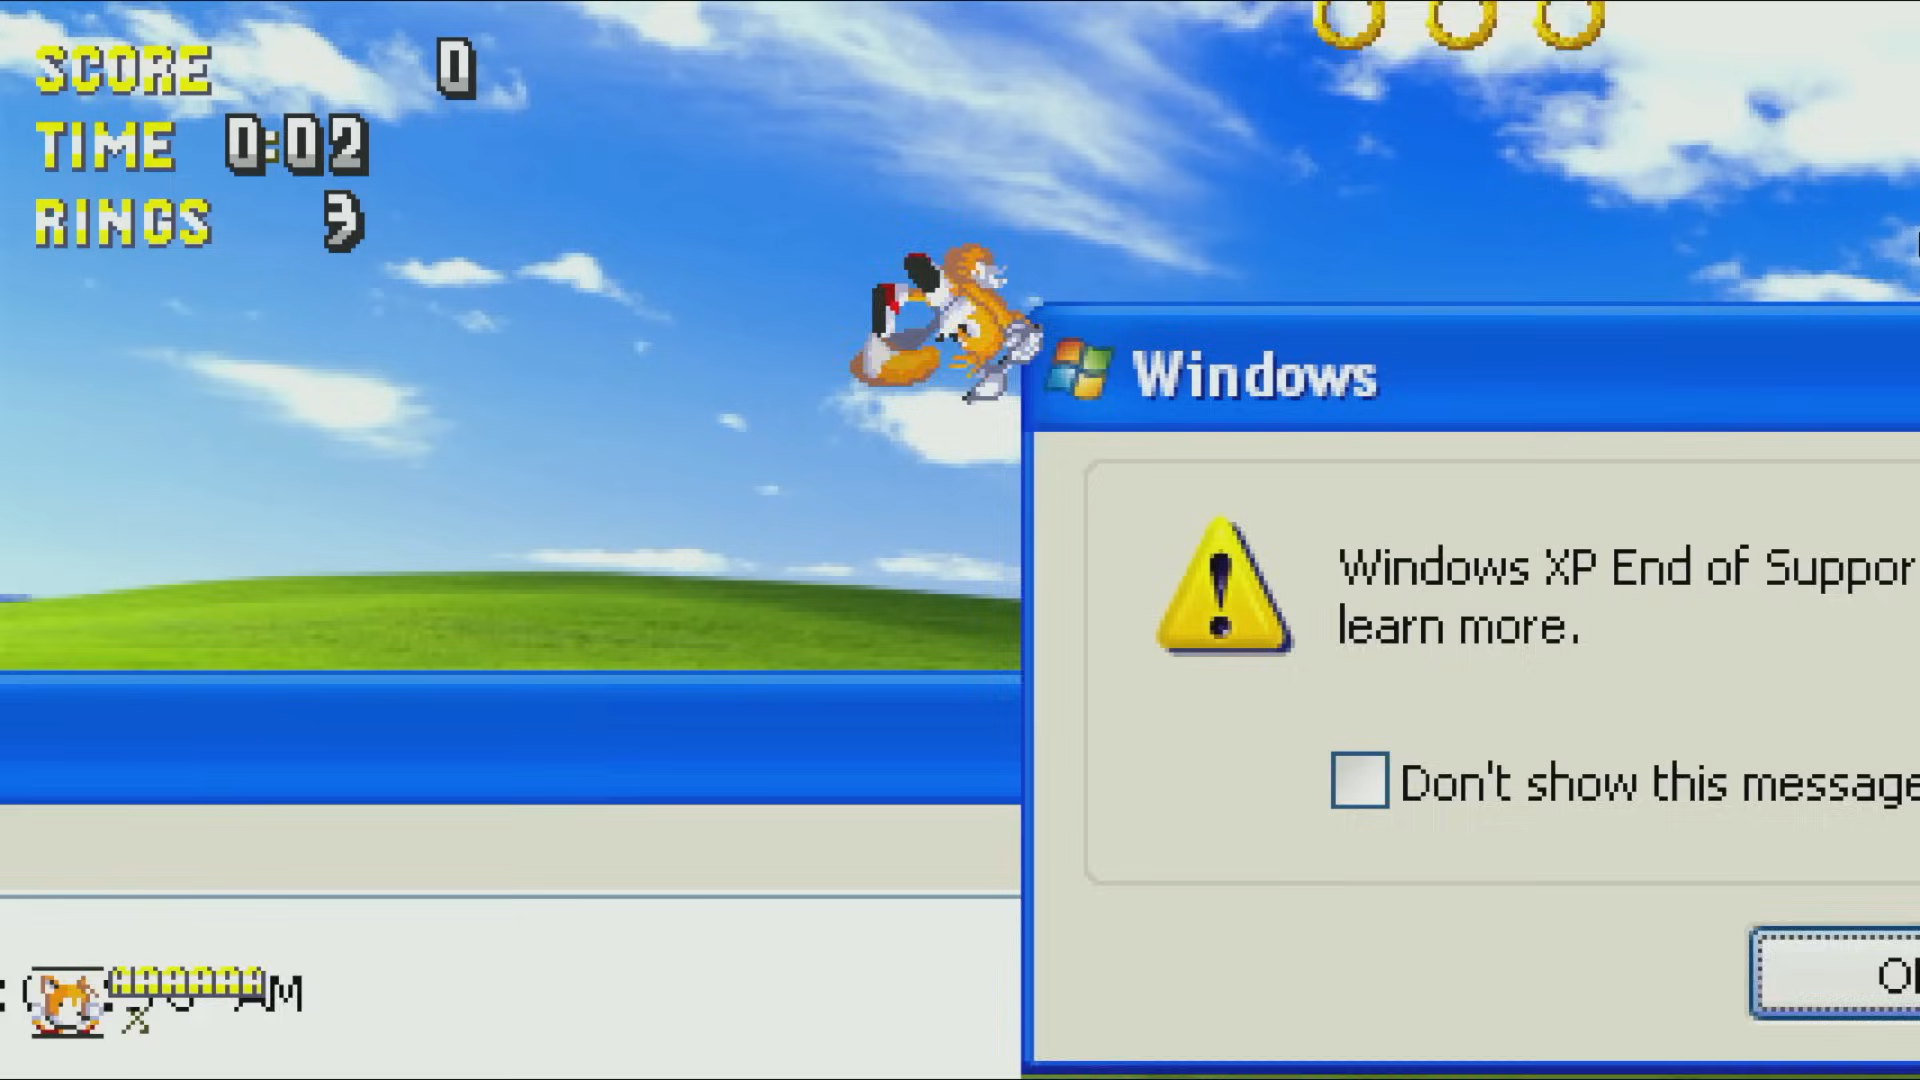 SCORE 0
TIME 0:02
RINGS 3
Windows
Windows XP End of Suppor
learn more.
Don't show this message
AM
X